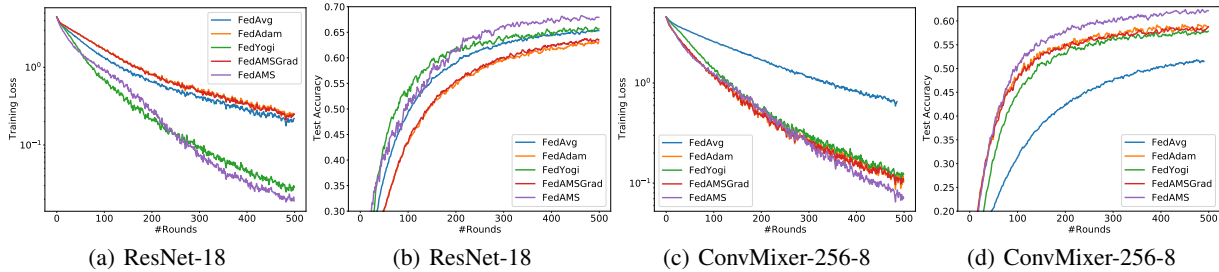 Training Loss
10⁰
10⁻¹
0 100 200 300 400 500
#Rounds
FedAvg
FedAdam
FedYogi
FedAMSGrad
FedAMS
(a) ResNet-18
Test Accuracy
0.70
0.65
0.60
0.55
0.50
0.45
0.40
0.35
0.30
0 100 200 300 400 500
#Rounds
FedAvg
FedAdam
FedYogi
FedAMSGrad
FedAMS
(b) ResNet-18
Training Loss
10⁰
10⁻¹
0 100 200 300 400 500
#Rounds
FedAvg
FedAdam
FedYogi
FedAMSGrad
FedAMS
(c) ConvMixer-256-8
Test Accuracy
0.60
0.55
0.50
0.45
0.40
0.35
0.30
0.25
0.20
0 100 200 300 400 500
#Rounds
FedAvg
FedAdam
FedYogi
FedAMSGrad
FedAMS
(d) ConvMixer-256-8